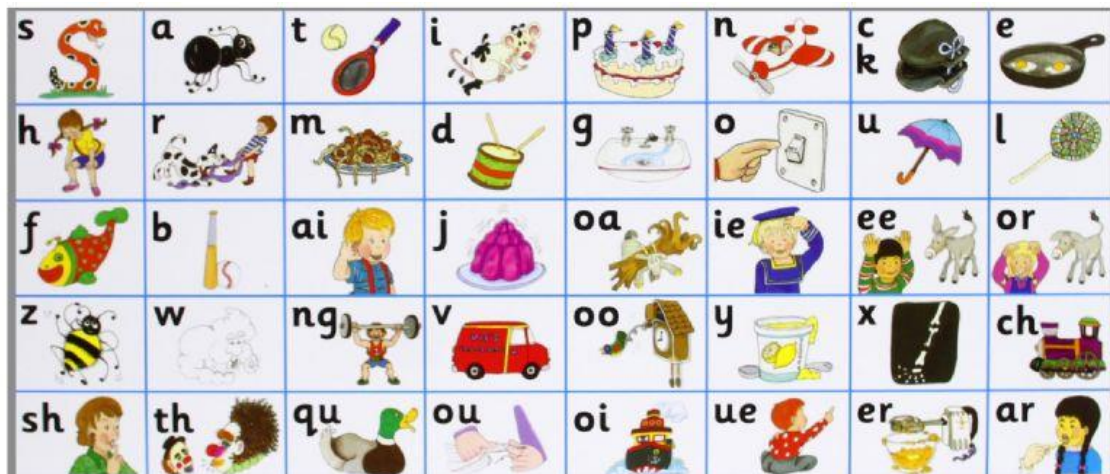 s a t i p n c k e
h r m d g o u l
f b ai j oa ie ee or
z w ng v oo y x ch
sh th qu ou oi ue er ar